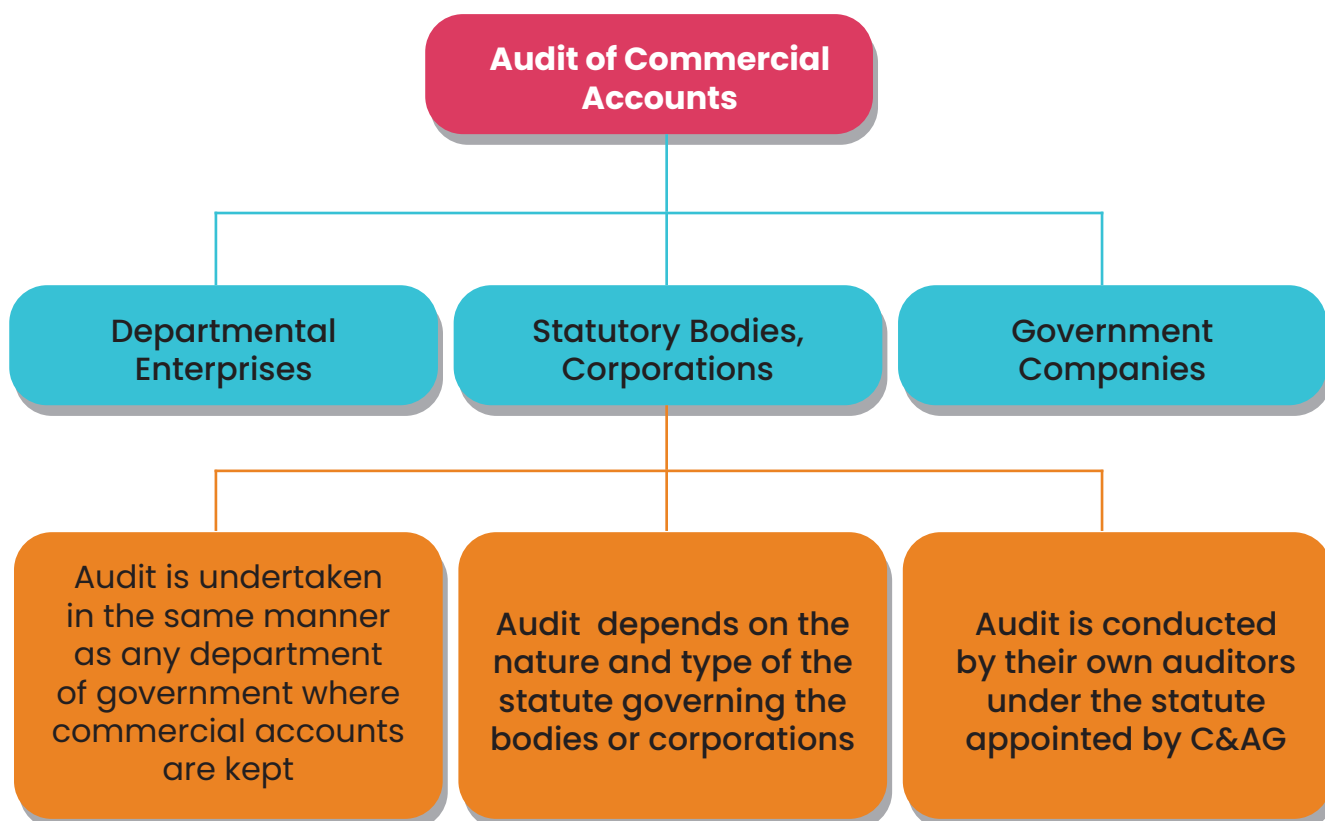 Audit of Commercial
Accounts
Departmental
Enterprises
Statutory Bodies,
Corporations
Government
Companies
Audit is undertaken
in the same manner
as any department
of government where
commercial accounts
are kept
Audit depends on the
nature and type of the
statute governing the
bodies or corporations
Audit is conducted
by their own auditors
under the statute
appointed by C&AG